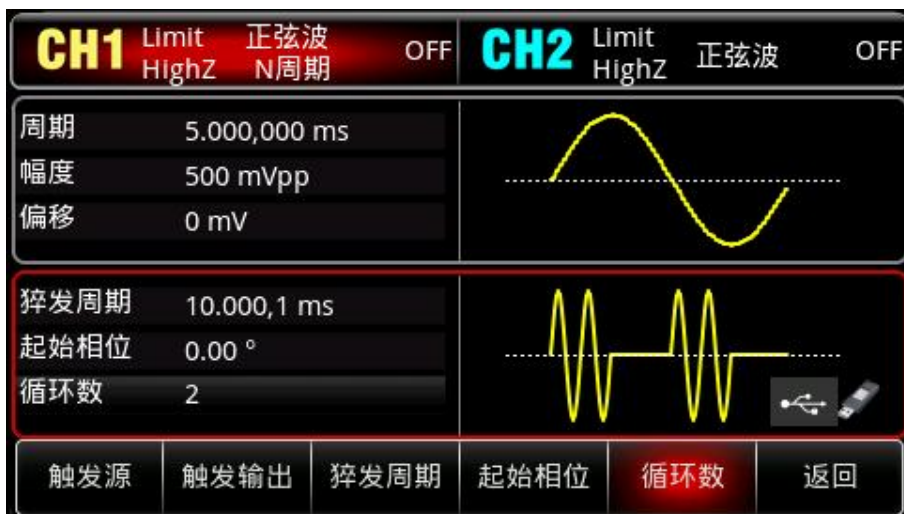 CH1 Limit 正弦波 OFF CH2 Limit 正弦波 OFF
HighZ N周期 HighZ
周期 5.000,000 ms
幅度 500 mVpp
偏移 0 mV
猝发周期 10.000,1 ms
起始相位 0.00 °
循环数 2
触发源 触发输出 猝发周期 起始相位 循环数 返回